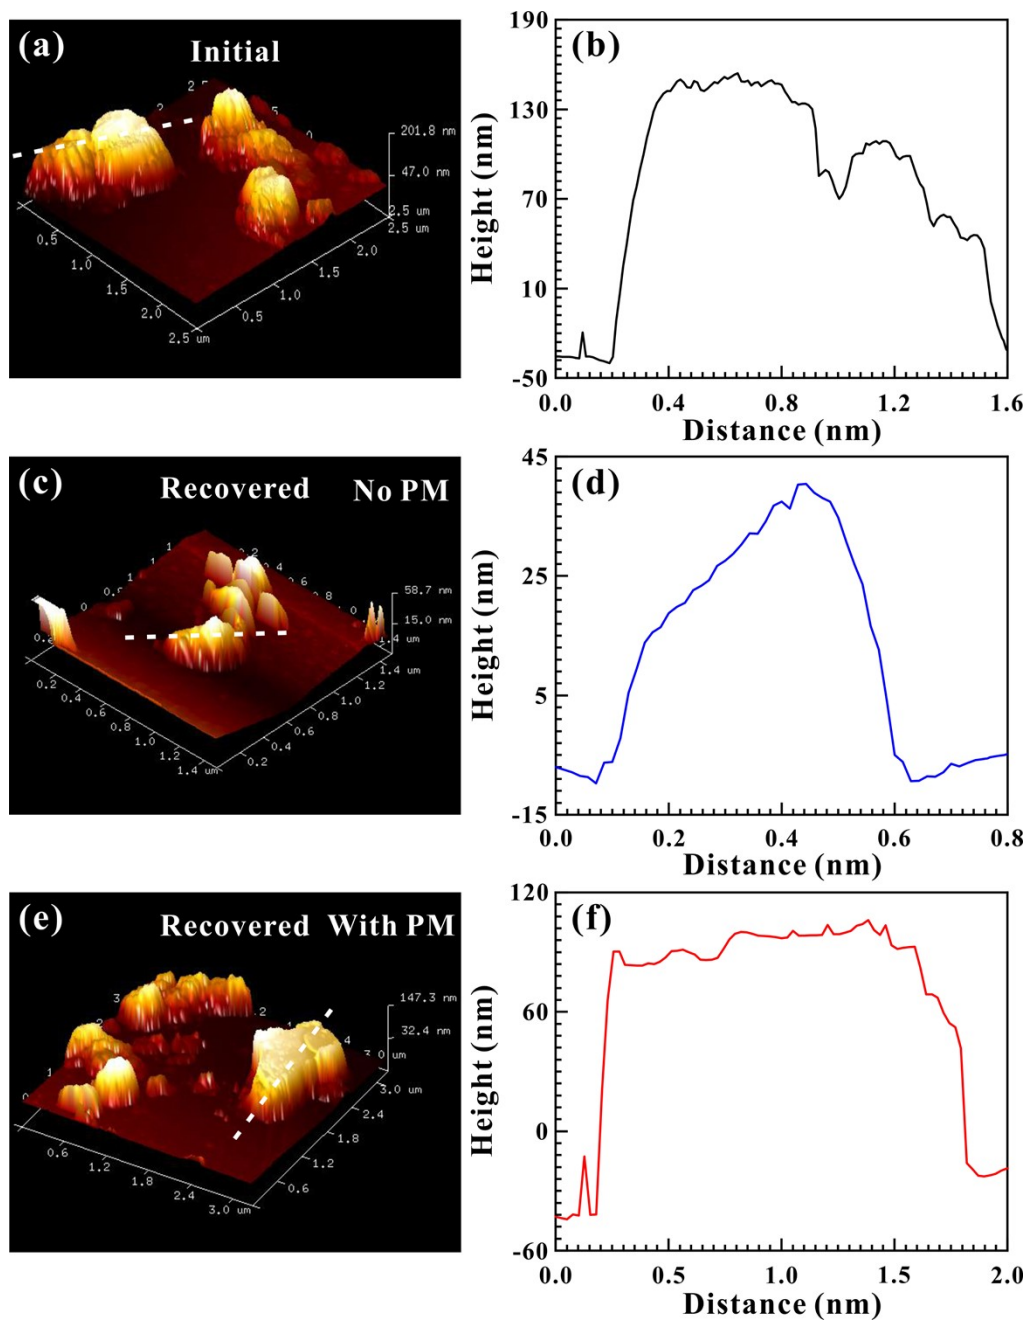 (a)
Initial
201.8 nm
47.0 nm
2.5 um
2.5 um
0.5
1.0
1.5
2.0
2.5 um
0.5
1.0
1.5
2.0
(b)
190
130
70
10
-50
Height (nm)
0.0 0.4 0.8 1.2 1.6
Distance (nm)
(c)
Recovered No PM
58.7 nm
15.0 nm
1.4 um
1.4 um
0.2
0.4
0.6
0.8
1.0
1.2
1.4 um
0.2
0.4
0.6
0.8
1.0
1.2
(d)
45
25
5
-15
Height (nm)
0.0 0.2 0.4 0.6 0.8
Distance (nm)
(e)
Recovered With PM
147.3 nm
32.4 nm
3.0 um
3.0 um
0.6
1.2
1.8
2.4
3.0 um
0.6
1.2
1.8
2.4
(f)
120
60
0
-60
Height (nm)
0.0 0.5 1.0 1.5 2.0
Distance (nm)